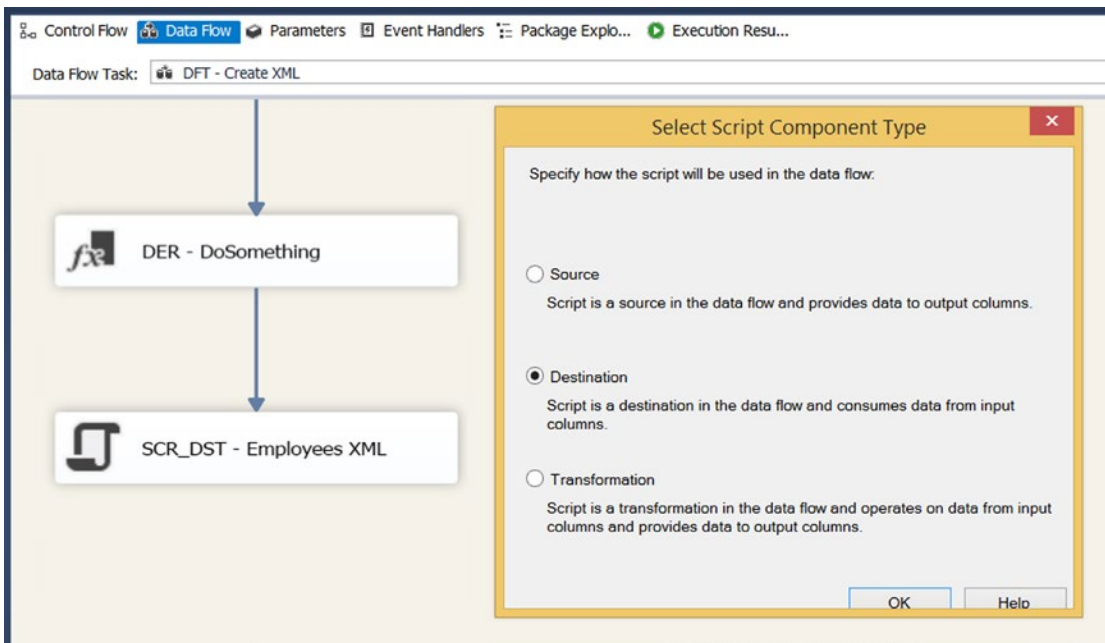 Control Flow Data Flow Parameters Event Handlers Package Explo... Execution Resu...
Data Flow Task: DFT - Create XML
DER - DoSomething
SCR_DST - Employees XML
Select Script Component Type
Specify how the script will be used in the data flow:
Source
Script is a source in the data flow and provides data to output columns.
Destination
Script is a destination in the data flow and consumes data from input
columns.
Transformation
Script is a transformation in the data flow and operates on data from input
columns and provides data to output columns.
OK Help